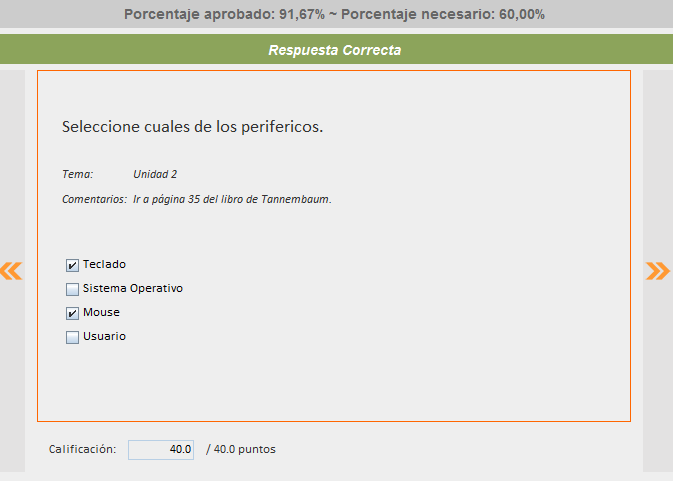 Porcentaje aprobado: 91,67% ~ Porcentaje necesario: 60,00%
Respuesta Correcta
Seleccione cuales de los perifericos.
Tema: Unidad 2
Comentarios: Ir a página 35 del libro de Tannembaum.
Teclado
Sistema Operativo
Mouse
Usuario
Calificación: 40.0 / 40.0 puntos